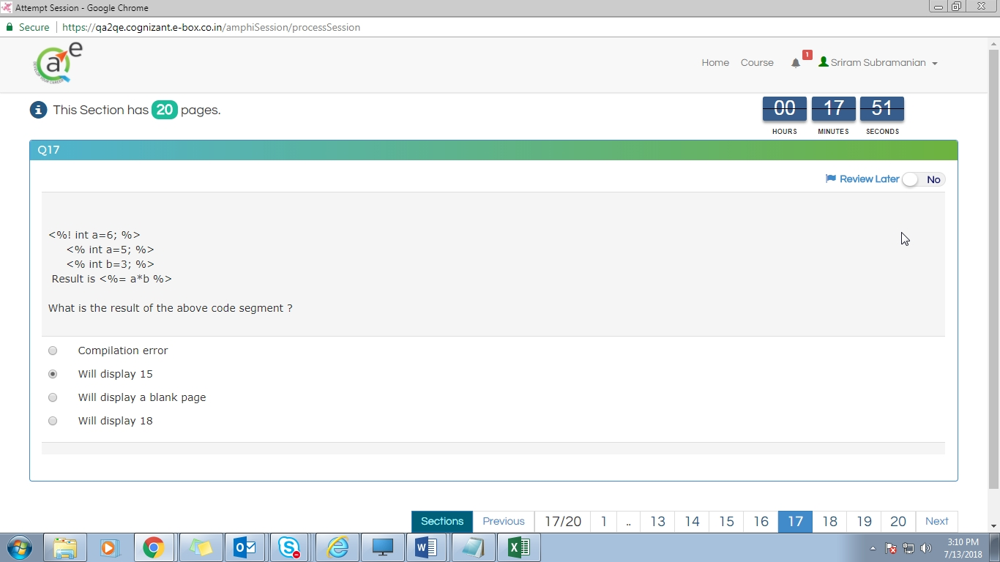 Attempt Session - Google Chrome
Secure https://qa2qe.cognizant.e-box.co.in/amphiSession/processSession
a e
Home Course 1 Sriram Subramanian
This Section has 20 pages.
00 17 51
HOURS MINUTES SECONDS
Q17
Review Later No
<%! int a=6; %>
<% int a=5; %>
<% int b=3; %>
Result is <%= a*b %>
What is the result of the above code segment ?
Compilation error
Will display 15
Will display a blank page
Will display 18
Sections Previous 17/20 1 .. 13 14 15 16 17 18 19 20 Next
3:10 PM
7/13/2018